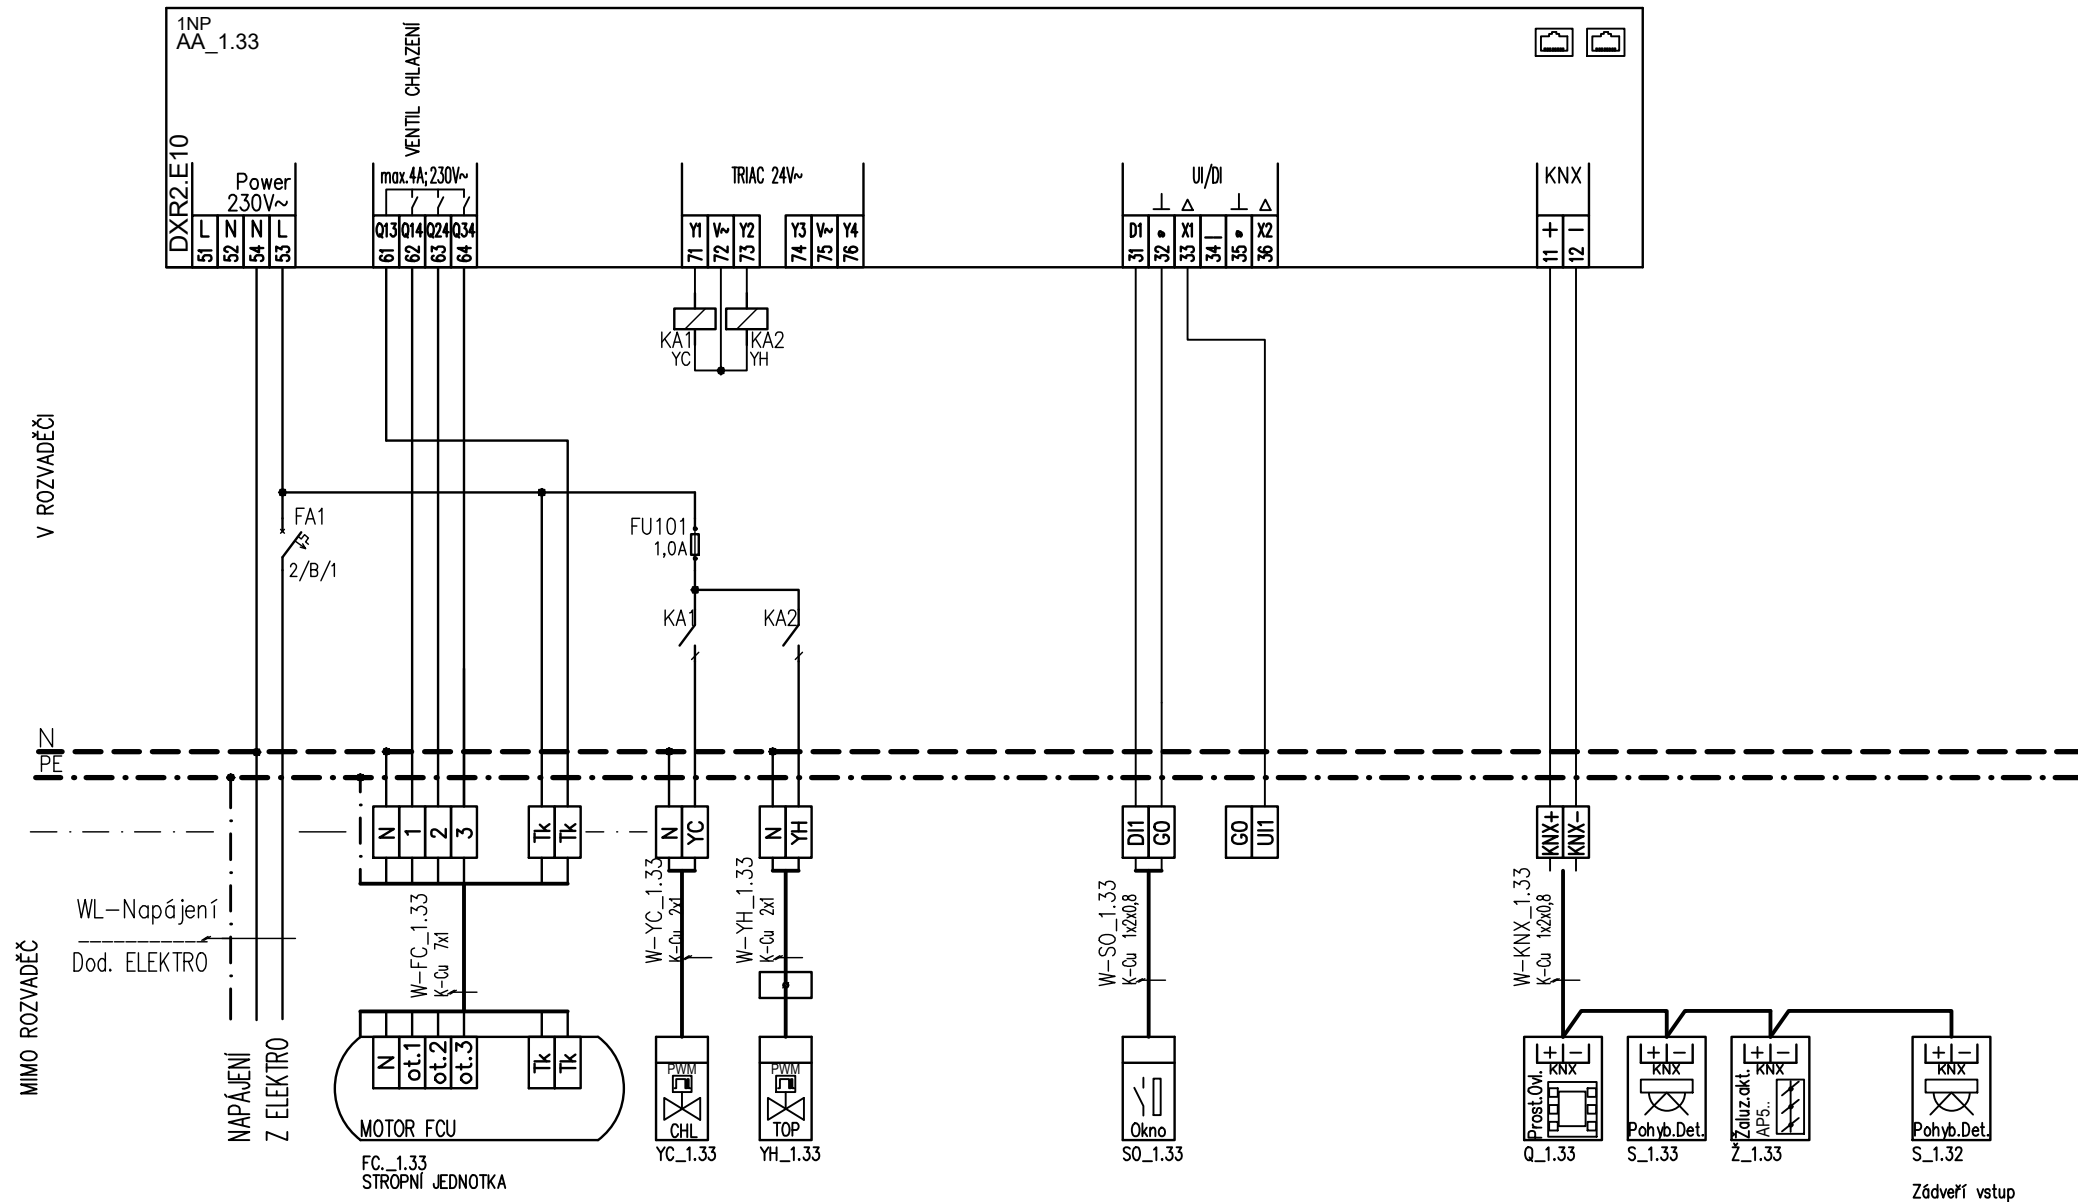 1NP
AA_1.33
DXR2.E10
VENTIL CHLAZENÍ
Power
230V~
max.4A;230V~
TRIAC 24V~
UI/DI
KNX
L N N L
51 52 54 53
Q13 Q14 Q24 Q34
61 62 63 64
Y1 V~ Y2
71 72 73
Y3 V~ Y4
74 75 76
D1 X1 X2
31 32 33 34 35 36
+ −
11 12
KA1
YC
KA2
YH
V ROZVADĚČI
FA1
2/B/1
FU101
1,0A
KA1
KA2
N
PE
N 1 2 3
Tk Tk
N YC
N YH
DI1 G0
G0 UI1
KNX+ KNX-
WL-Napájení
Dod. ELEKTRO
MIMO ROZVADĚČ
NAPÁJENÍ
Z ELEKTRO
W-FC_1.33
K-Cu 7x1
W-YC_1.33
K-Cu 2x1
W-YH_1.33
K-Cu 2x1
W-SO_1.33
K-Cu 1x2x0,8
W-KNX_1.33
K-Cu 1x2x0,8
N ot.1 ot.2 ot.3
Tk Tk
MOTOR FCU
FC._1.33
STROPNÍ JEDNOTKA
PWM
CHL
YC_1.33
PWM
TOP
YH_1.33
Okno
SO_1.33
+ −
KNX
Prost.Ovl.
Q_1.33
+ −
KNX
Pohyb.Det.
S_1.33
+ −
KNX
Žaluz.akt.
AP5..
Ž_1.33
+ −
KNX
Pohyb.Det.
S_1.32
Zádveří vstup